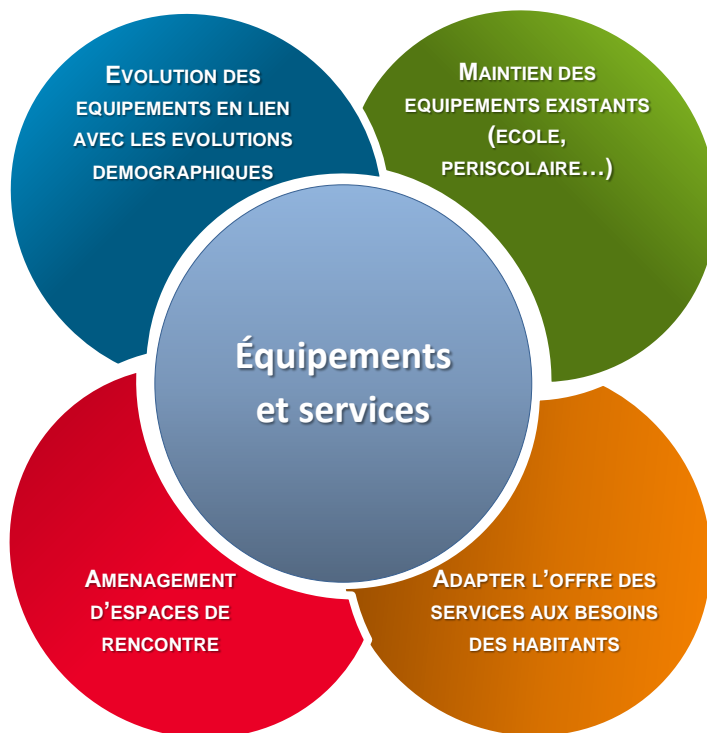 EVOLUTION DES
EQUIPEMENTS EN LIEN
AVEC LES EVOLUTIONS
DEMOGRAPHIQUES
MAINTIEN DES
EQUIPEMENTS EXISTANTS
(ECOLE,
PERISCOLAIRE…)
Équipements
et services
AMENAGEMENT
D’ESPACES DE
RENCONTRE
ADAPTER L’OFFRE DES
SERVICES AUX BESOINS
DES HABITANTS